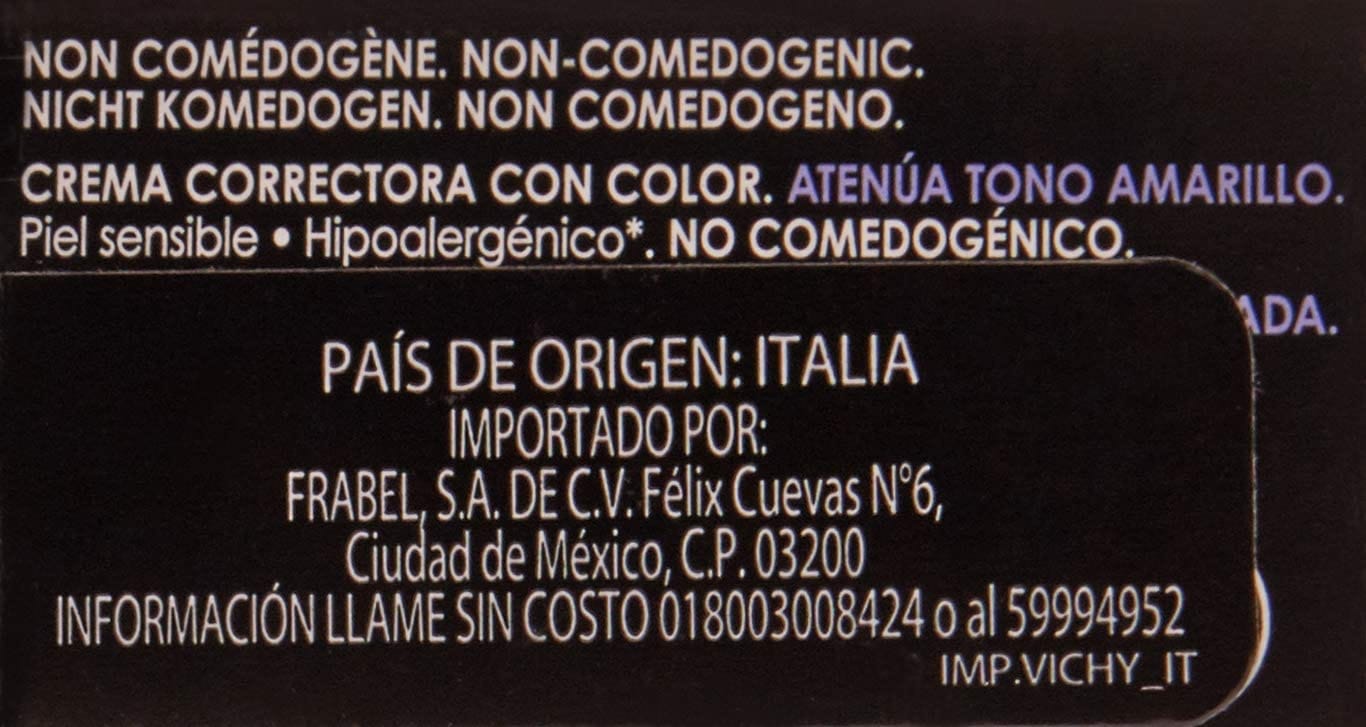 NON COMÉDOGÈNE. NON-COMEDOGENIC.
NICHT KOMEDOGEN. NON COMEDOGENO.
CREMA CORRECTORA CON COLOR. ATENÚA TONO AMARILLO.
Piel sensible • Hipoalergénico*. NO COMEDOGÉNICO.
ADA.
PAÍS DE ORIGEN: ITALIA
IMPORTADO POR:
FRABEL, S.A. DE C.V. Félix Cuevas N°6,
Ciudad de México, C.P. 03200
INFORMACIÓN LLAME SIN COSTO 018003008424 o al 59994952
IMP.VICHY_IT